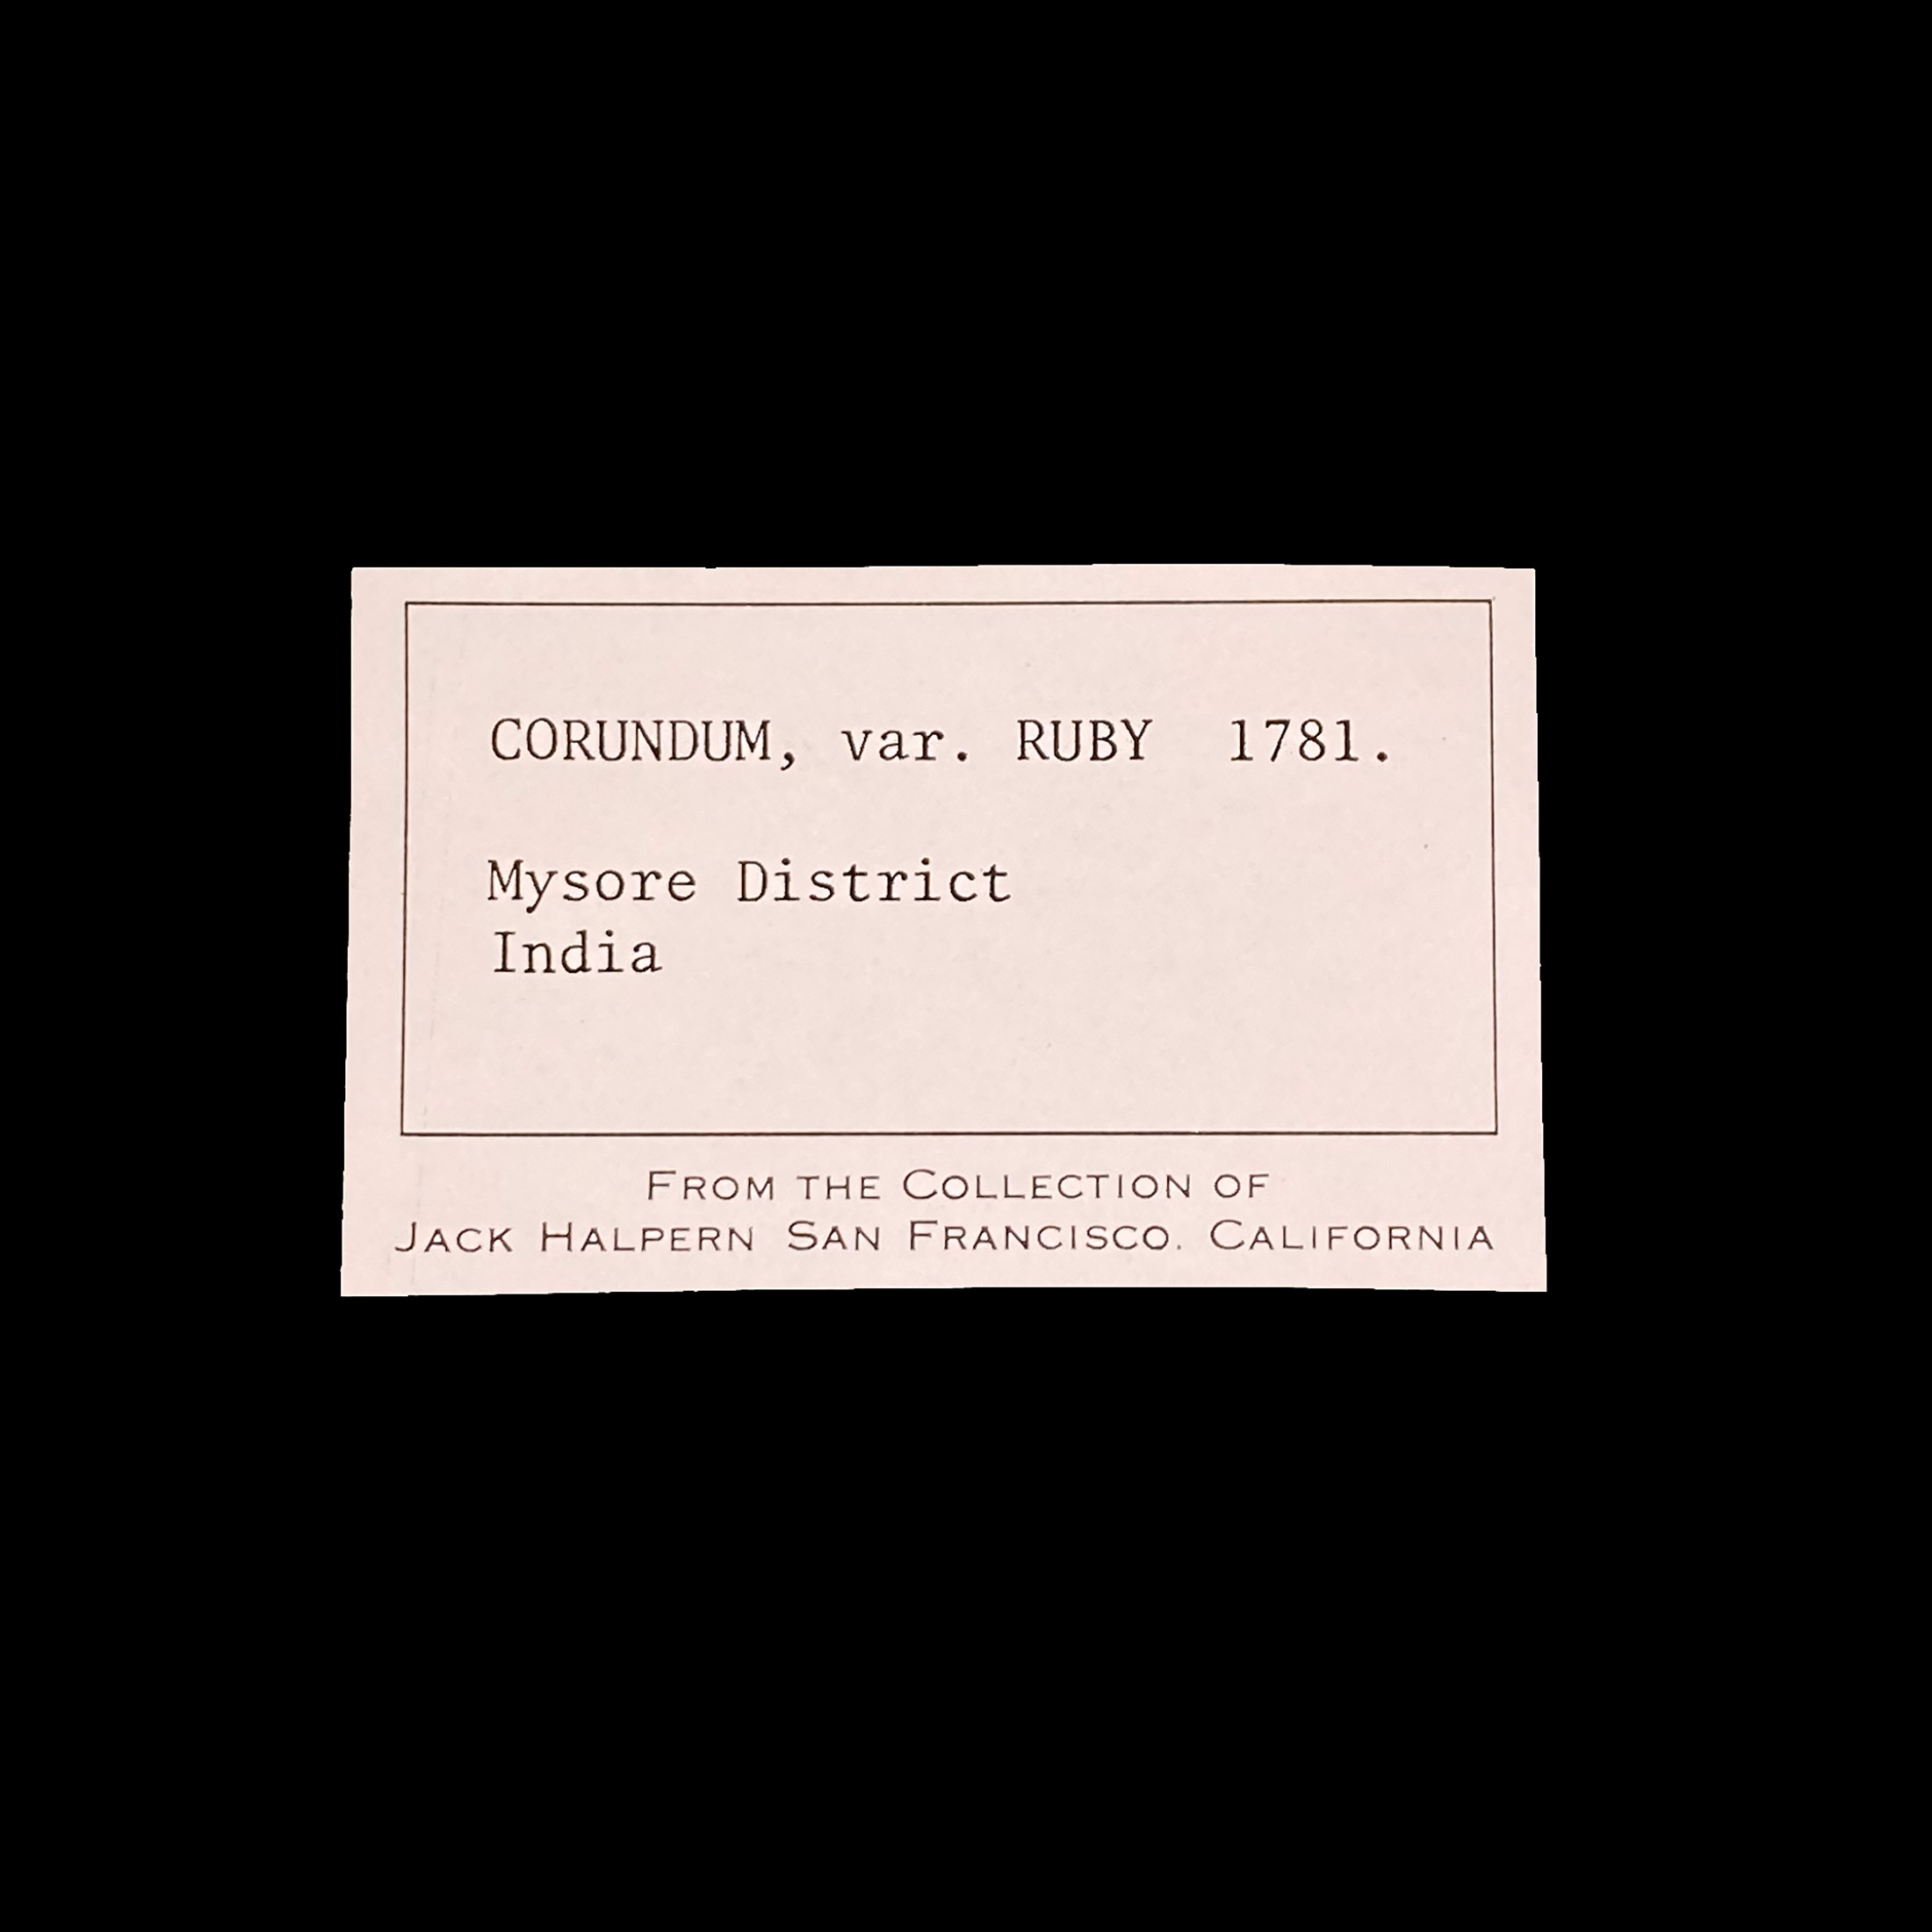 CORUNDUM, var. RUBY 1781.
Mysore District
India
FROM THE COLLECTION OF
JACK HALPERN SAN FRANCISCO. CALIFORNIA